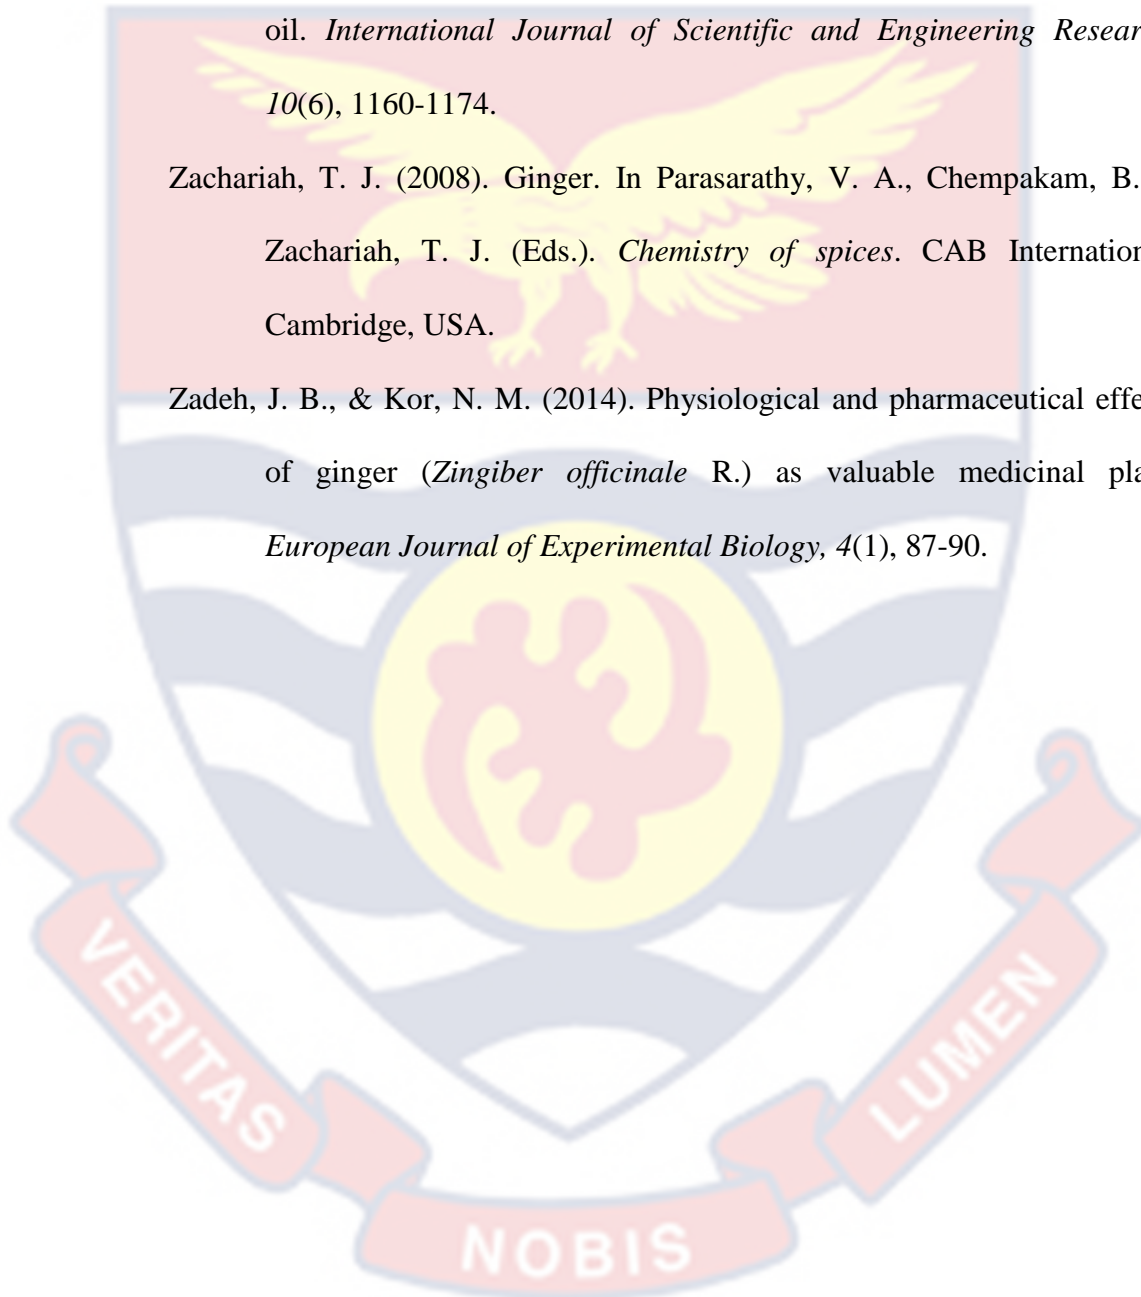 oil. International Journal of Scientific and Engineering Resear
10(6), 1160-1174.
Zachariah, T. J. (2008). Ginger. In Parasarathy, V. A., Chempakam, B.
Zachariah, T. J. (Eds.). Chemistry of spices. CAB Internation
Cambridge, USA.
Zadeh, J. B., & Kor, N. M. (2014). Physiological and pharmaceutical effe
of ginger (Zingiber officinale R.) as valuable medicinal pla
European Journal of Experimental Biology, 4(1), 87-90.
VERITAS
NOBIS
LUMEN